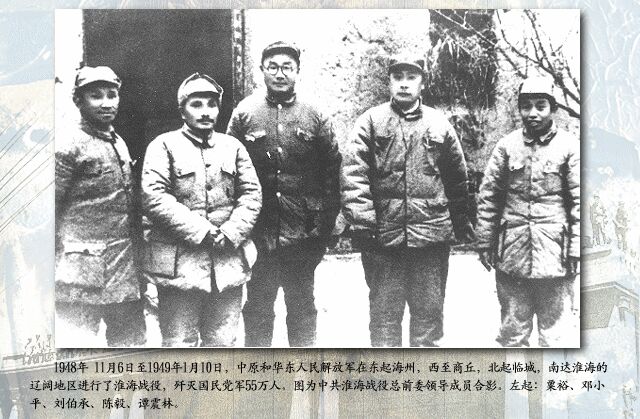 1948年 11月6日至1949年1月10日，中原和华东人民解放军在东起海州，西至商丘，北起临城，南达淮海的
辽阔地区进行了淮海战役，歼灭国民党军55万人。图为中共淮海战役总前委领导成员合影。左起：粟裕、邓小
平、刘伯承、陈毅、谭震林。